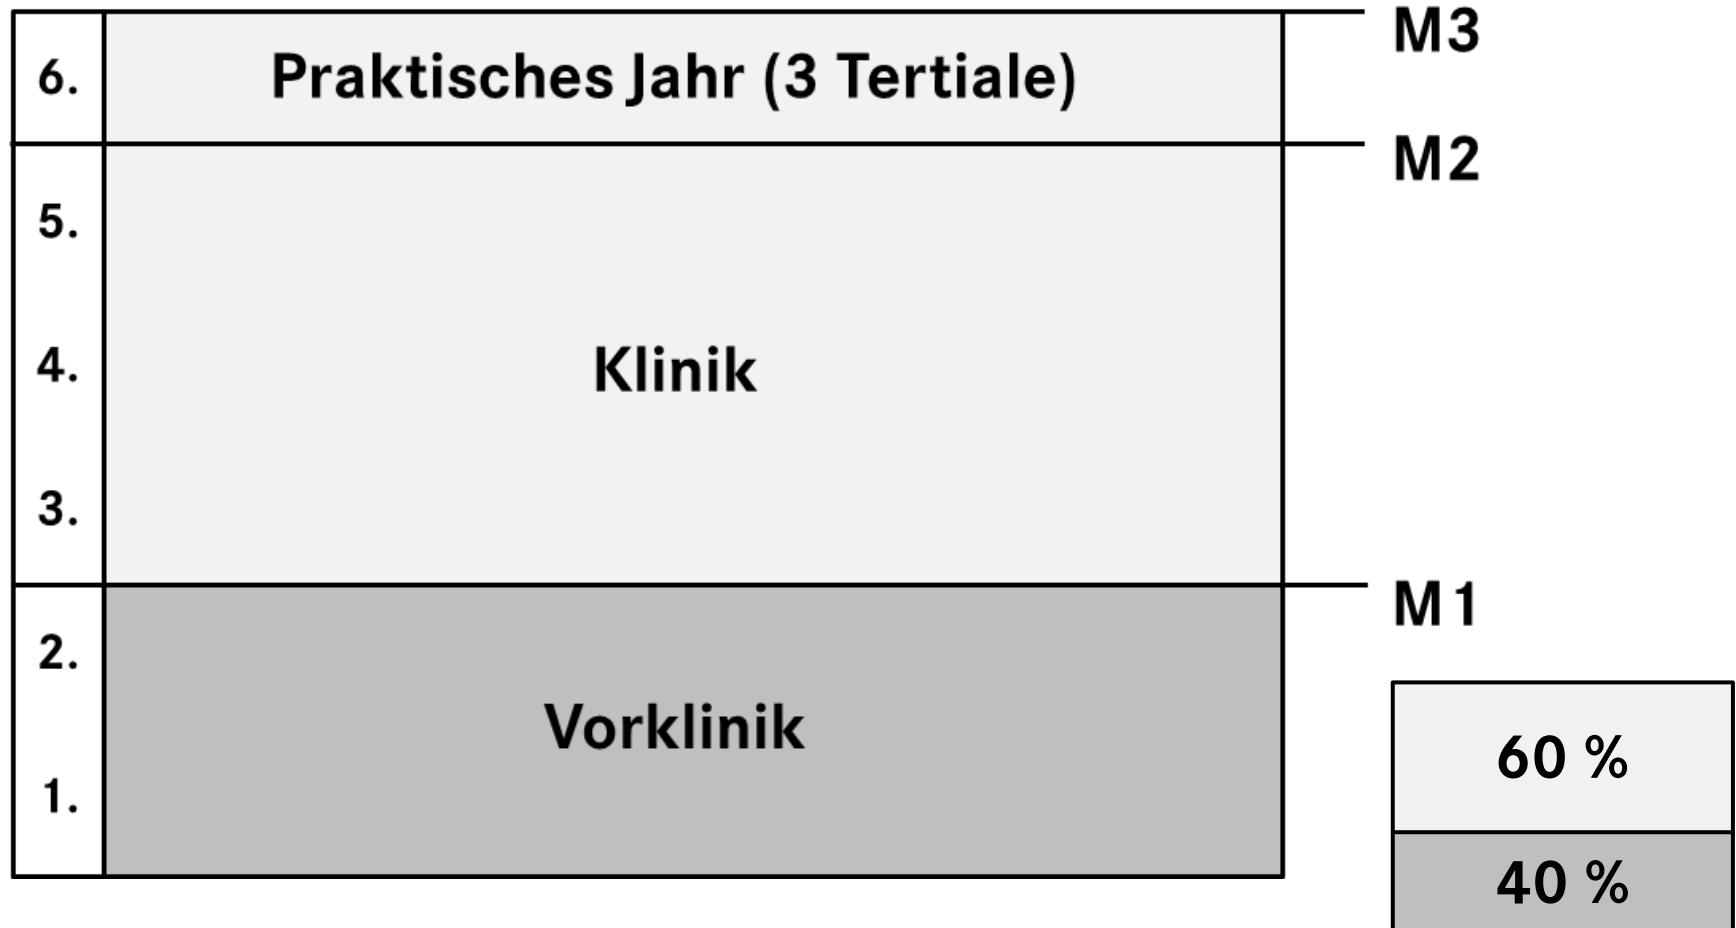 6.
Praktisches Jahr (3 Tertiale)
M3
M2
5.
4.
Klinik
3.
M1
2.
Vorklinik
1.
60 %
40 %